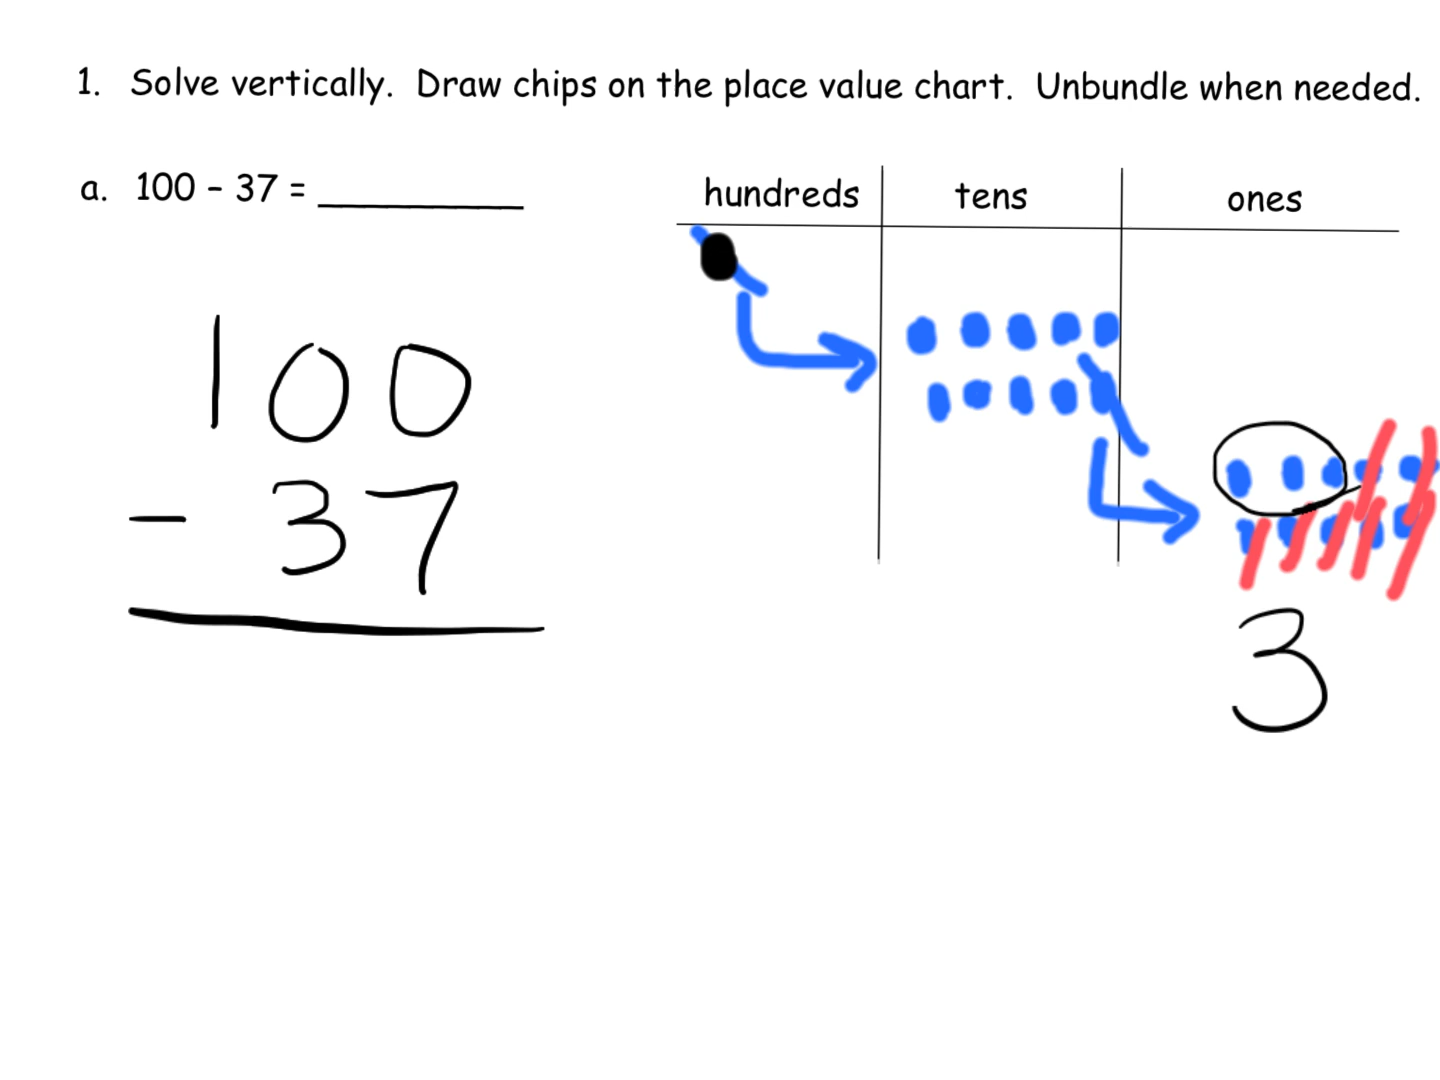 1. Solve vertically. Draw chips on the place value chart. Unbundle when needed.
a. 100 - 37 = __________
hundreds tens ones
100
- 37
3